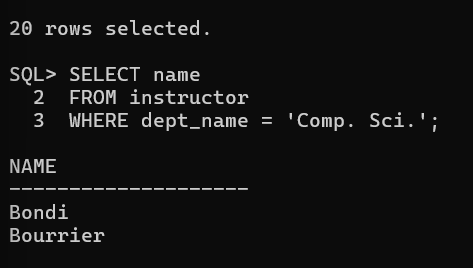 20 rows selected.
SQL> SELECT name
2 FROM instructor
3 WHERE dept_name = 'Comp. Sci.';
NAME
--------------------
Bondi
Bourrier